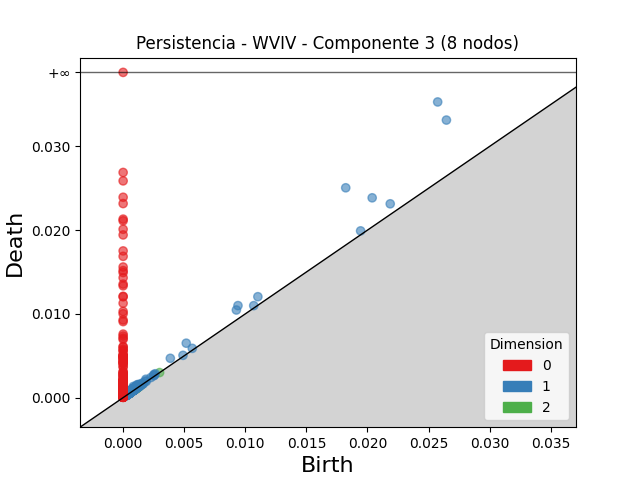 Persistencia - WVIV - Componente 3 (8 nodos)
+∞
0.030
0.020
0.010
0.000
Death
0.000 0.005 0.010 0.015 0.020 0.025 0.030 0.035
Birth
Dimension
0
1
2